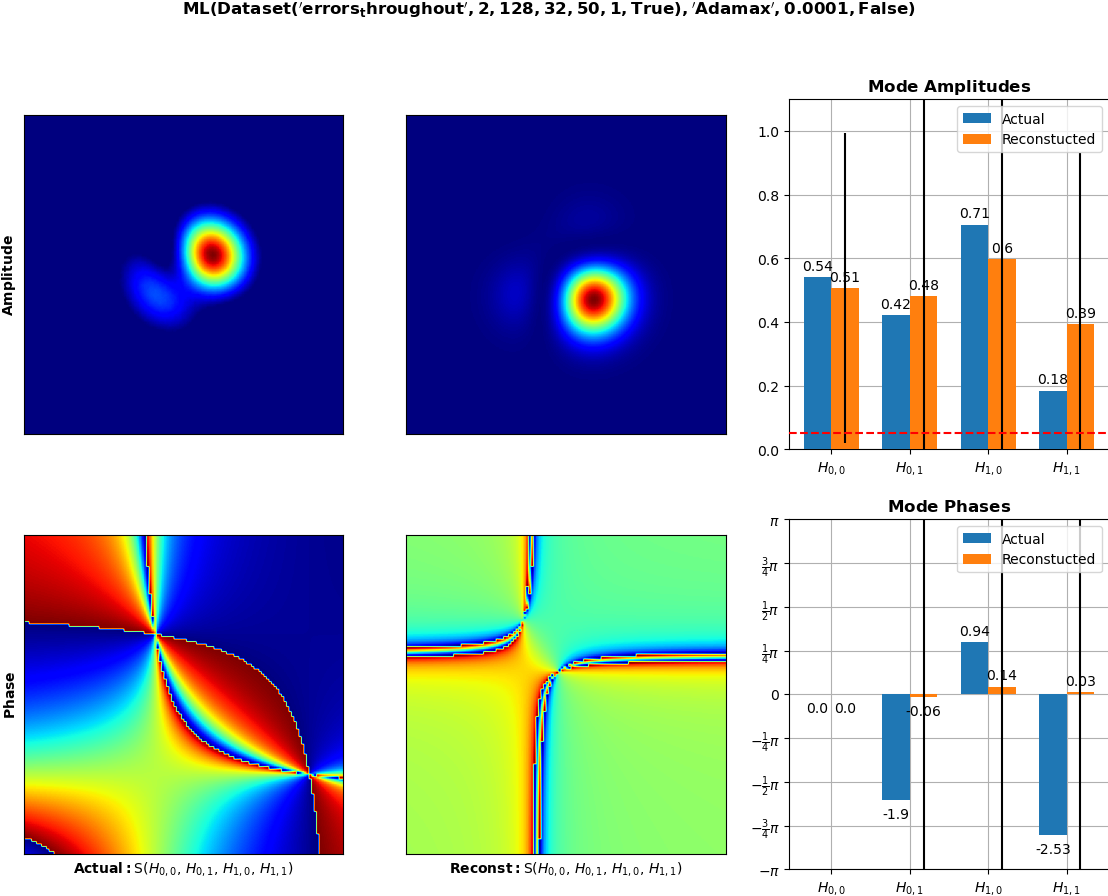 ML(Dataset('errors_throughout', 2, 128, 32, 50, 1, True), 'Adamax', 0.0001, False)
Amplitude
Mode Amplitudes
Actual
Reconstucted
1.0
0.8
0.6
0.4
0.2
0.0
0.54
0.51
0.42
0.48
0.71
0.6
0.18
0.39
H0,0
H0,1
H1,0
H1,1
Phase
Actual: S(H0,0, H0,1, H1,0, H1,1)
Reconst: S(H0,0, H0,1, H1,0, H1,1)
Mode Phases
Actual
Reconstucted
π
3/4π
1/2π
1/4π
0
−1/4π
−1/2π
−3/4π
−π
0.0
0.0
-1.9
-0.06
0.94
0.14
-2.53
0.03
H0,0
H0,1
H1,0
H1,1